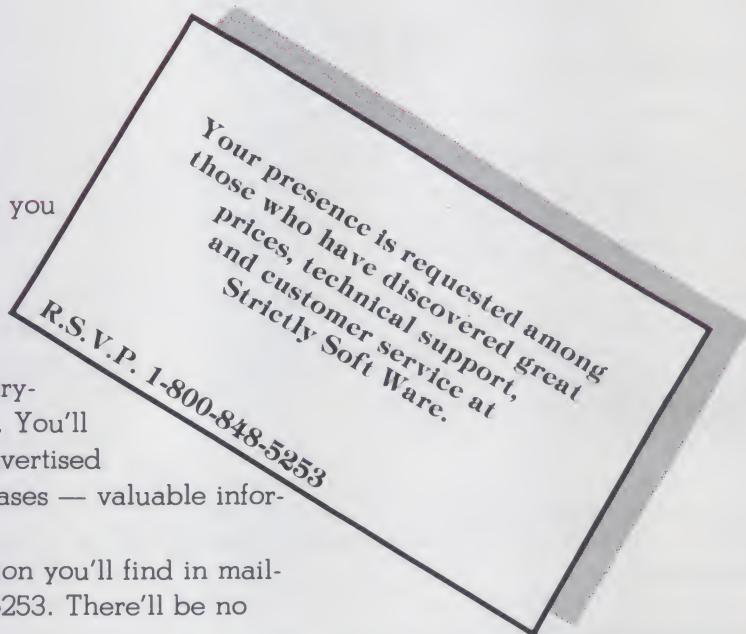 Your presence is requested among
those who have discovered great
prices, technical support,
and customer service at
Strictly Soft Ware.
R.S.V.P. 1-800-848-5253
you
ry-
. You'll
vertised
ases — valuable infor-
on you'll find in mail-
5253. There'll be no